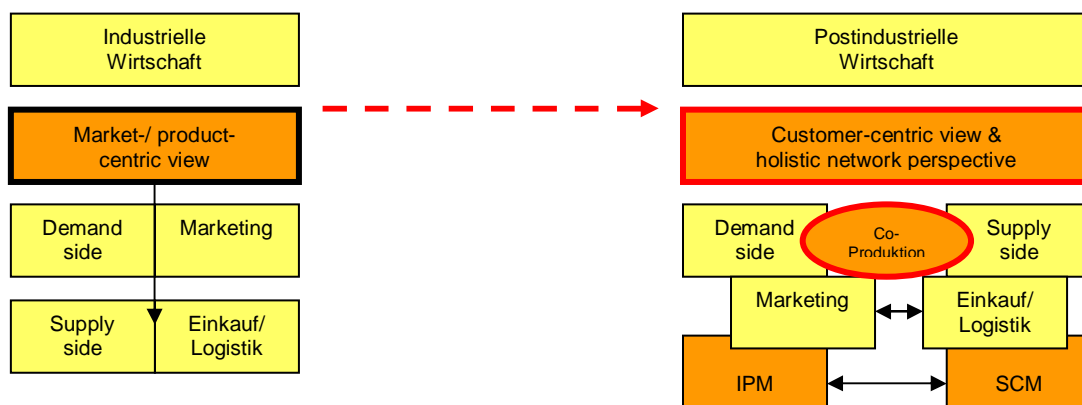 Industrielle
Wirtschaft
Postindustrielle
Wirtschaft
Market-/ product-
centric view
Customer-centric view &
holistic network perspective
Demand
side
Marketing
Supply
side
Einkauf/
Logistik
Demand
side
Co-
Produktion
Supply
side
Marketing
Einkauf/
Logistik
IPM
SCM